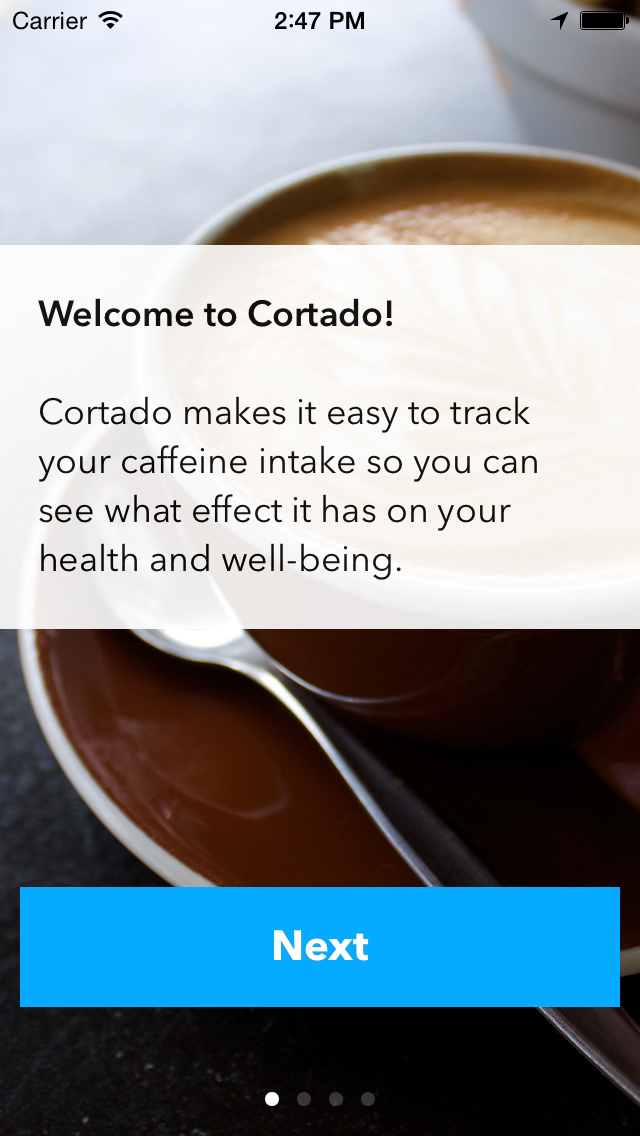 Carrier 2:47 PM
Welcome to Cortado!
Cortado makes it easy to track
your caffeine intake so you can
see what effect it has on your
health and well-being.
Next